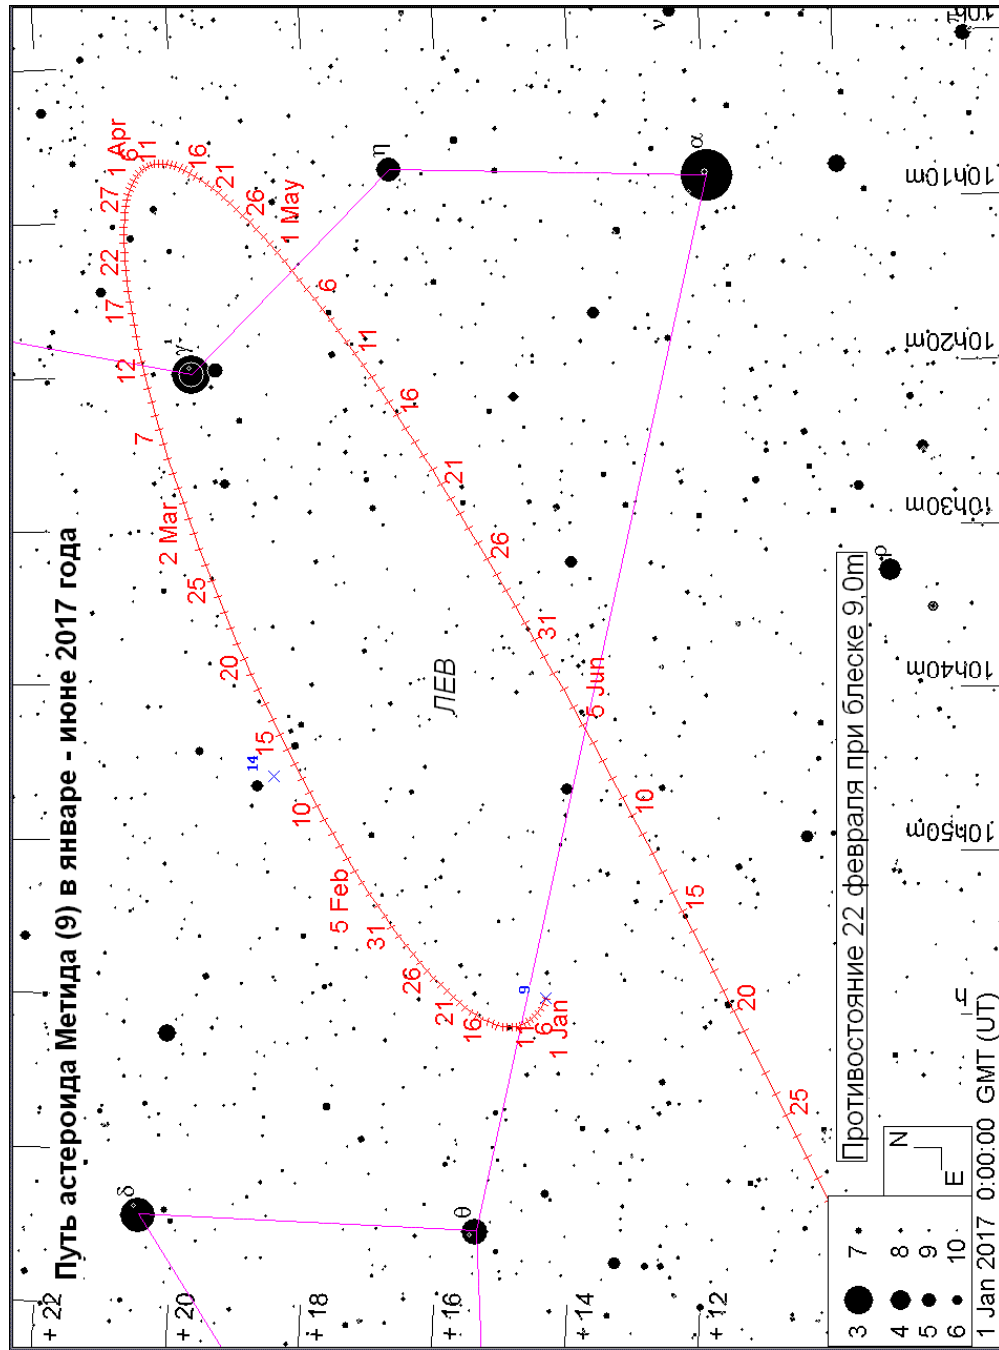 Путь астероида Метида (9) в январе - июне 2017 года
+ 22
+ 20
+ 18
+ 16
+ 14
+ 12
δ
θ
γ¹
η
α
ν
π
ρ
ЛЕВ
14
9
1 Jan
6
11
16
21
26
31
5 Feb
10
15
20
25
2 Mar
7
12
17
22
27
1 Apr
6
11
16
21
26
1 May
6
11
16
21
26
31
5 Jun
10
15
20
25
10h
10h10m
10h20m
10h30m
10h40m
10h50m
h
Противостояние 22 февраля при блеске 9.0m
N
E
3 7
4 8
5 9
6 10
1 Jan 2017 0:00:00 GMT (UT)